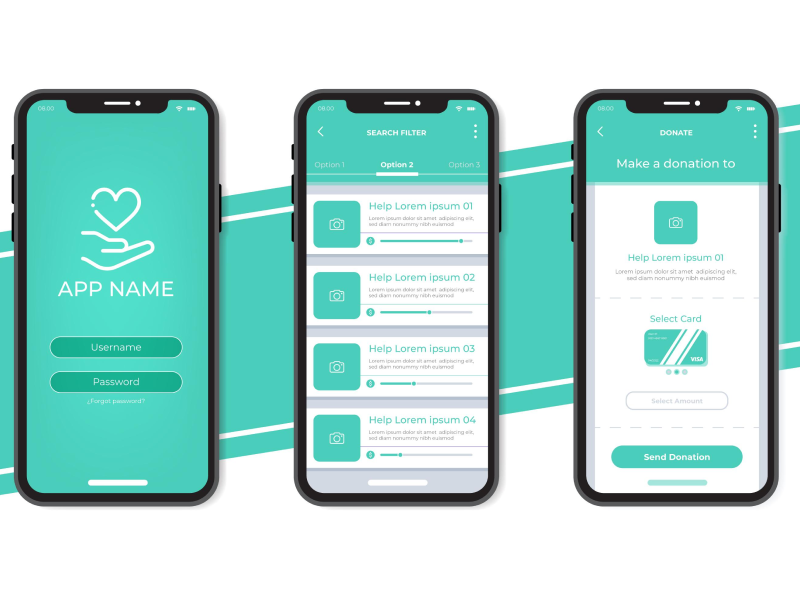 08:00
APP NAME
Username
Password
¿Forgot password?
08:00
SEARCH FILTER
Option 1 Option 2 Option 3
Help Lorem ipsum 01
Lorem ipsum dolor sit amet adipiscing elit,
sed diam nonummy nibh euismod
$
Help Lorem ipsum 02
Lorem ipsum dolor sit amet adipiscing elit,
sed diam nonummy nibh euismod
$
Help Lorem ipsum 03
Lorem ipsum dolor sit amet adipiscing elit,
sed diam nonummy nibh euismod
$
Help Lorem ipsum 04
Lorem ipsum dolor sit amet adipiscing elit,
sed diam nonummy nibh euismod
$
08:00
DONATE
Make a donation to
Help Lorem ipsum 01
Lorem ipsum dolor sit amet, adipiscing elit,
sed diam nonummy nibh euismod
Select Card
VISA
Select Amount
Send Donation